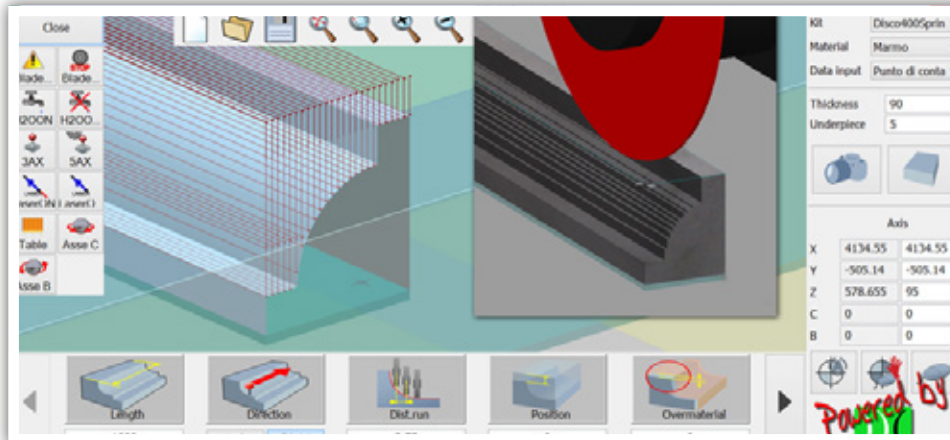 Close
Kit Disco400Sprin
Material Marmo
Data input Punto di conta
Blade... Blade...
STOP
H2OON H2OO...
3AX 5AX
Table Asse C
Asse B
Thickness 90
Underpiece 5
Axis
X 4134.55 4134.55
Y -505.14 -505.14
Z 578.655 95
C 0 0
B 0 0
Length
Direction
Dist.run
Position
Overmaterial
Powered by